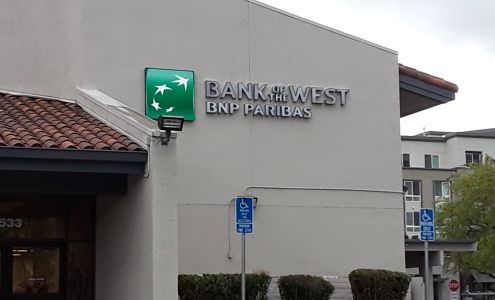 BANK OF THE WEST
BNP PARIBAS
533